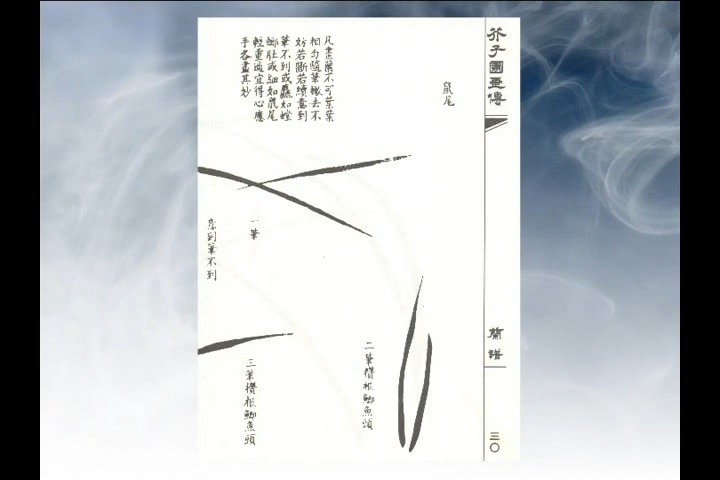 芥子園畫傳
蘭譜
三〇
鼠尾
凡畫蘭不可葉葉
相勻隨筆撇去不
妨若斷若續意到
筆不到或麤如螳
螂肚或細如鼠尾
輕重適宜得心應
手各盡其妙
一筆
意到筆不到
二筆攢根鯽魚頭
三筆攢根鯽魚頭